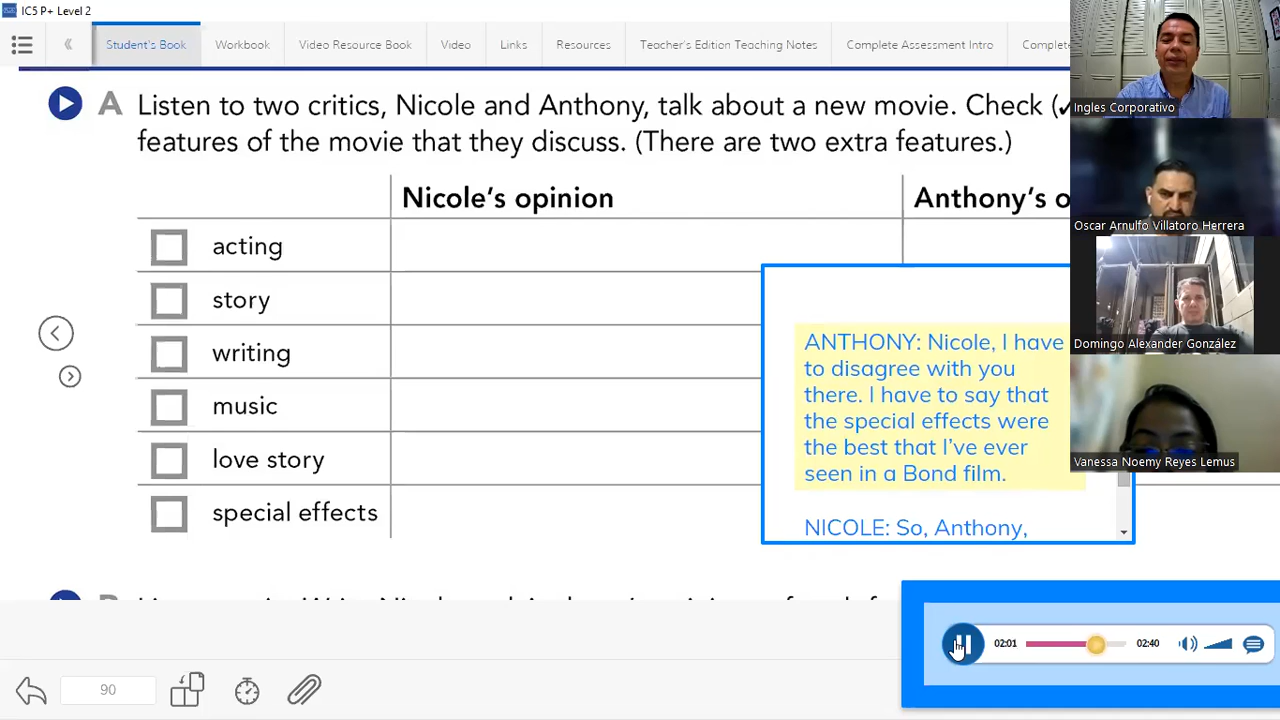 IC5 P+ Level 2
Student's Book
Workbook
Video Resource Book
Links
Resources
Teacher's Edition Teaching Notes
Complete Assessment Intro
Complete
A Listen to two critics, Nicole and Anthony, talk about a new movie. Check (✓
features of the movie that they discuss. (There are two extra features.)
Nicole's opinion
Anthony's o
acting
story
writing
music
love story
special effects
ANTHONY: Nicole, I have
to disagree with you
there. I have to say that
the special effects were
the best that I've ever
seen in a Bond film.
NICOLE: So, Anthony,
Ingles Corporativo
Oscar Arnulfo Villatoro Herrera
Domingo Alexander González
Vanessa Noemy Reyes Lemus
02:01
02:40
90